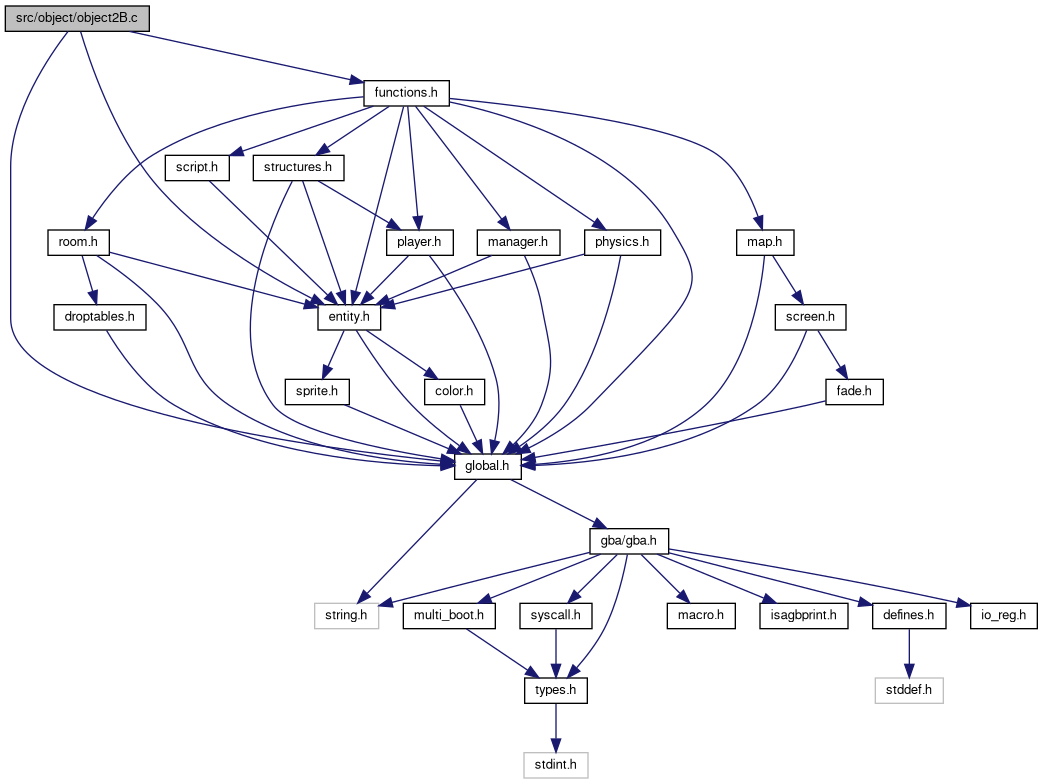 src/object/object2B.c
functions.h
script.h
structures.h
room.h
player.h
manager.h
physics.h
map.h
droptables.h
entity.h
screen.h
sprite.h
color.h
fade.h
global.h
gba/gba.h
string.h
multi_boot.h
syscall.h
macro.h
isagbprint.h
defines.h
io_reg.h
types.h
stddef.h
stdint.h